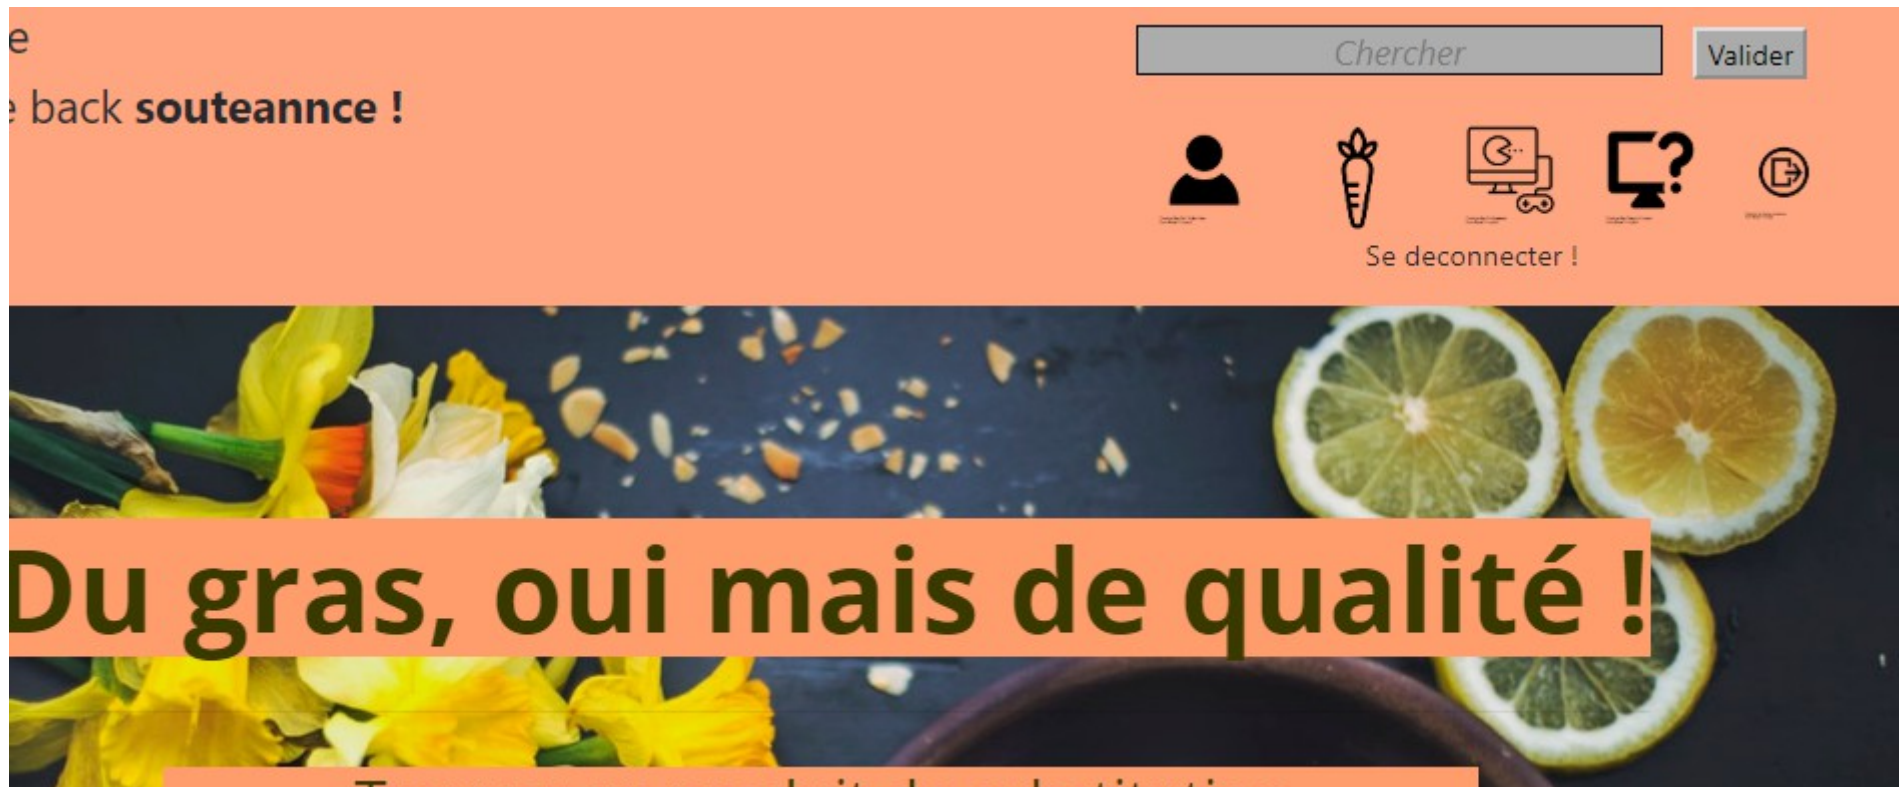 e
back souteannce !
Chercher
Valider
Se deconnecter !
Du gras, oui mais de qualité !